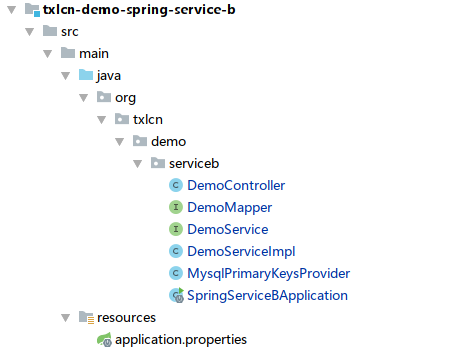 txlcn-demo-spring-service-b
src
main
java
org
txlcn
demo
serviceb
C DemoController
I DemoMapper
I DemoService
C DemoServiceImpl
C MysqlPrimaryKeysProvider
C SpringServiceBApplication
resources
application.properties